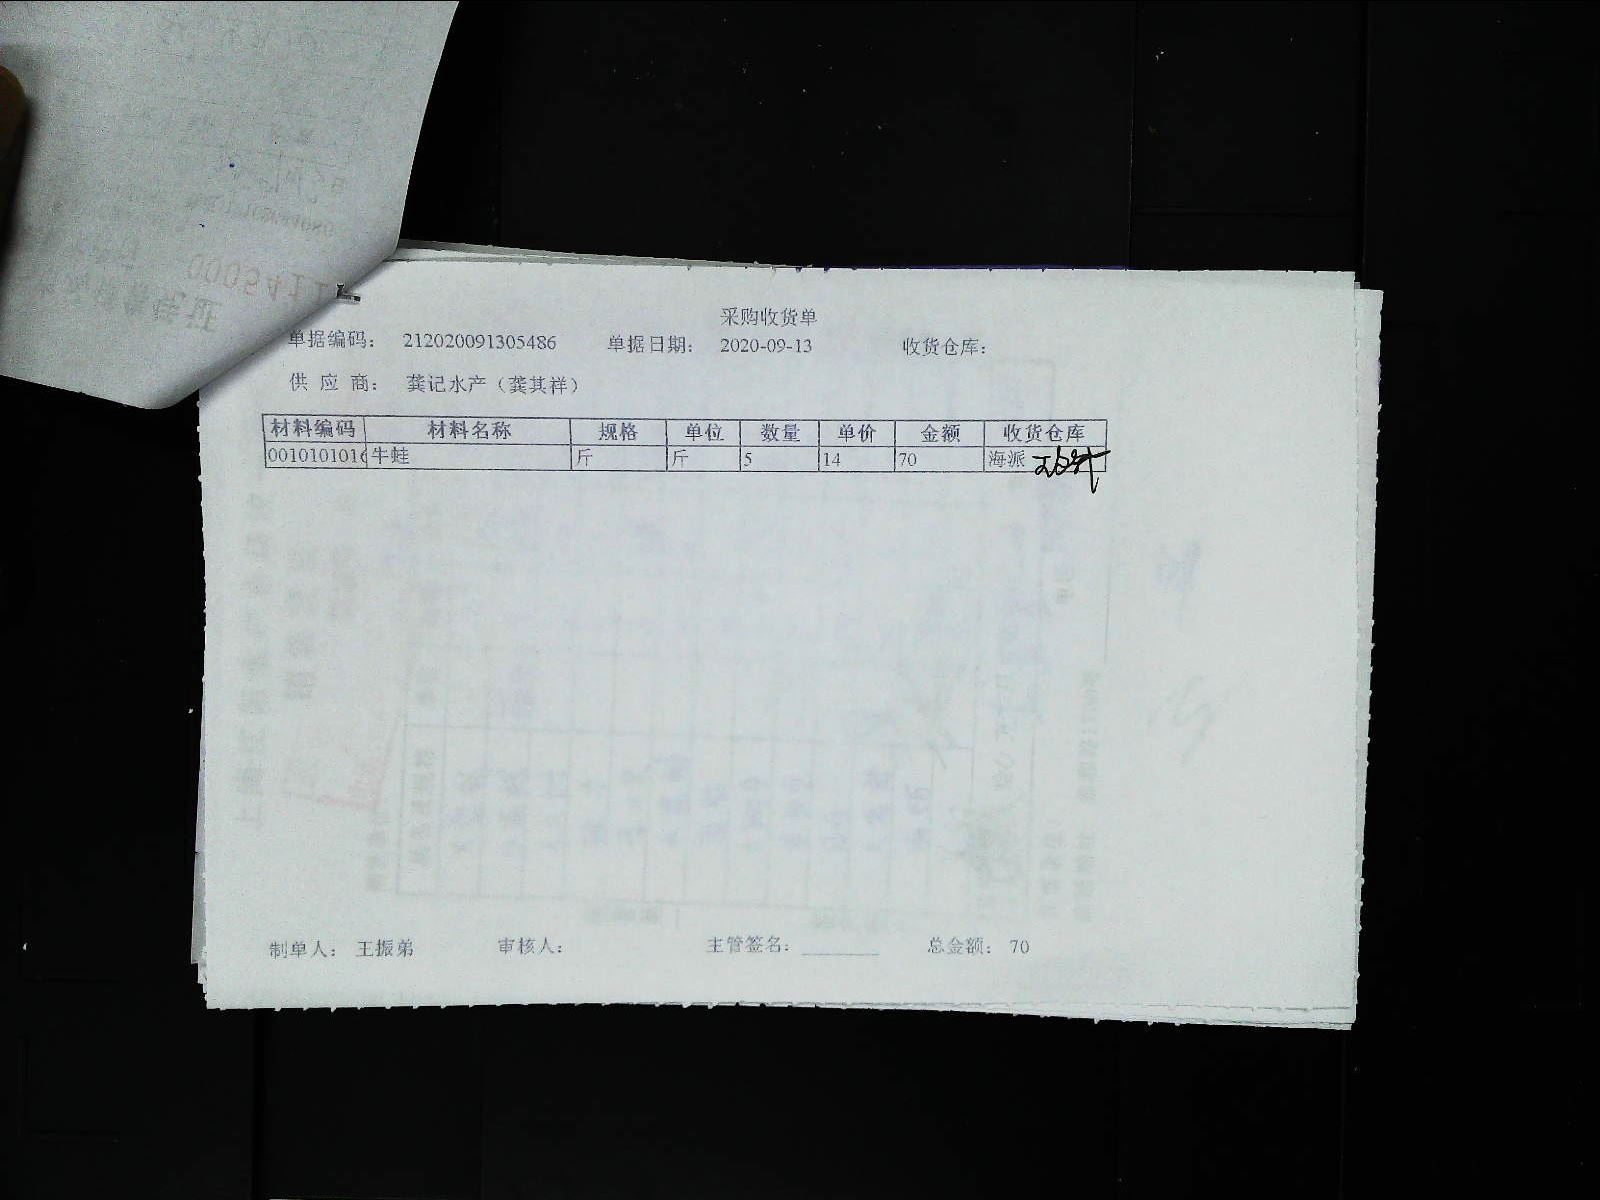 采购收货单
单据编码： 212020091305486 单据日期： 2020-09-13 收货仓库：
供 应 商： 龚记水产（龚其祥）
材料编码 材料名称 规格 单位 数量 单价 金额 收货仓库
001010101 牛蛙 斤 斤 5 14 70 海派
制单人： 王振弟 审核人： 主管签名： 总金额： 70